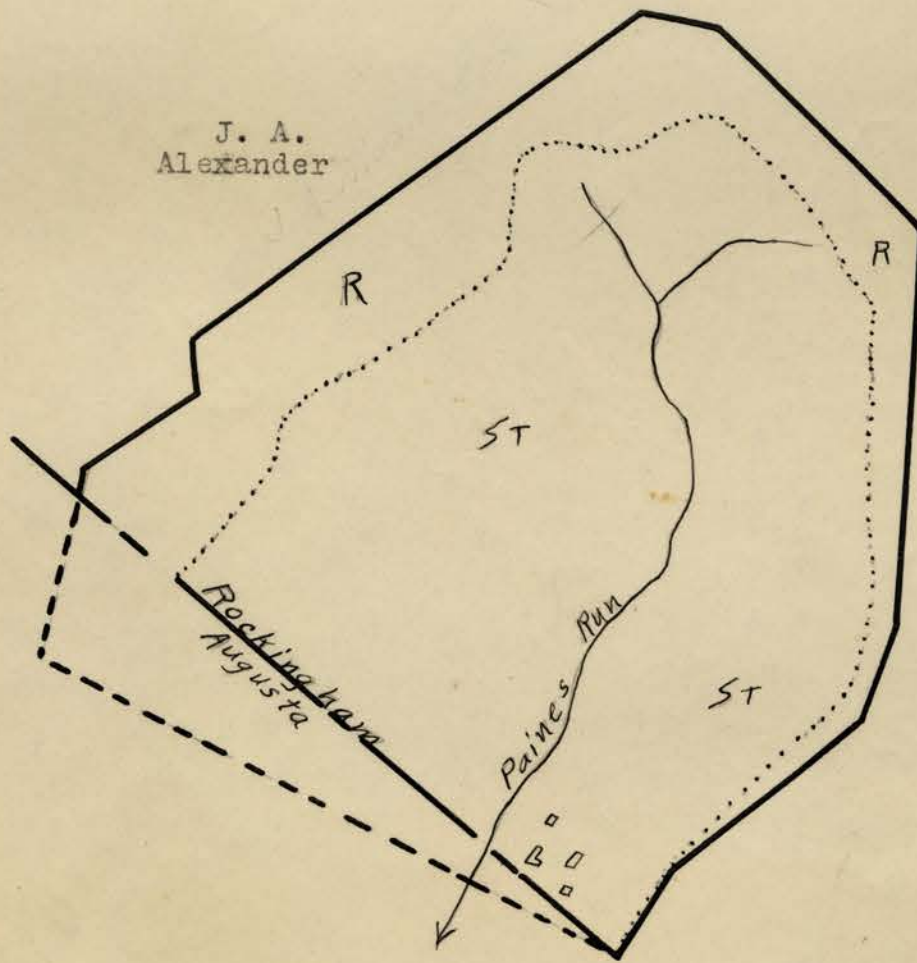 J. A.
Alexander
R
R
ST
Rockingham
Augusta
Paines Run
ST